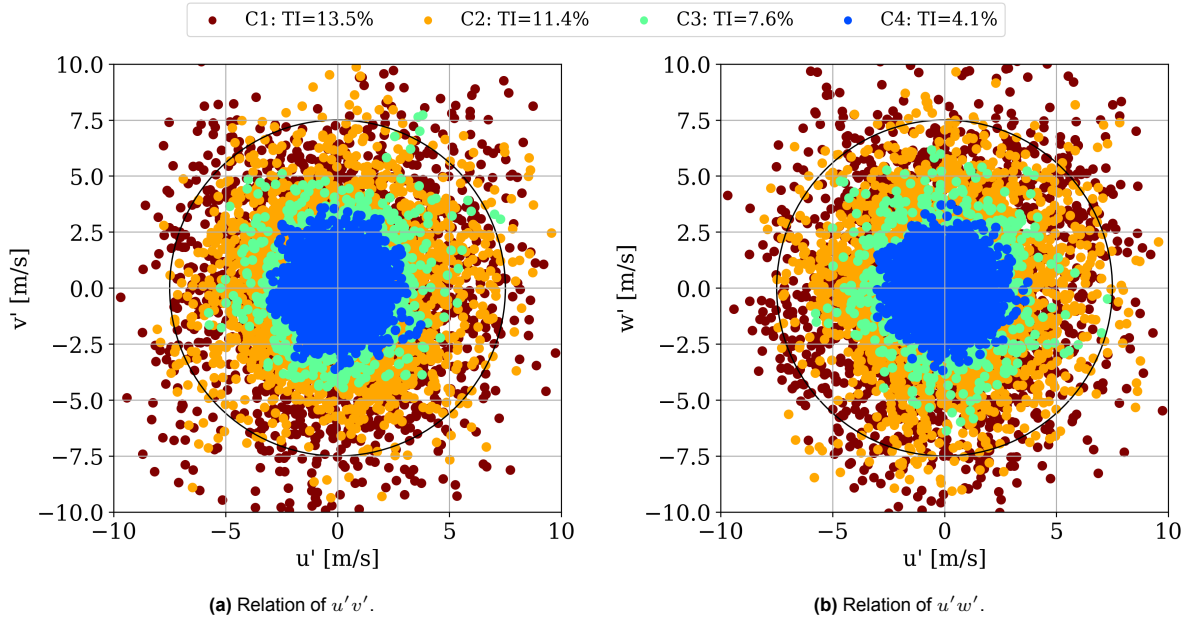 C1: TI=13.5% C2: TI=11.4% C3: TI=7.6% C4: TI=4.1%
10.0
7.5
5.0
2.5
0.0
−2.5
−5.0
−7.5
−10.0
v' [m/s]
−10 −5 0 5 10
u' [m/s]
(a) Relation of u′v′.
10.0
7.5
5.0
2.5
0.0
−2.5
−5.0
−7.5
−10.0
w' [m/s]
−10 −5 0 5 10
u' [m/s]
(b) Relation of u′w′.